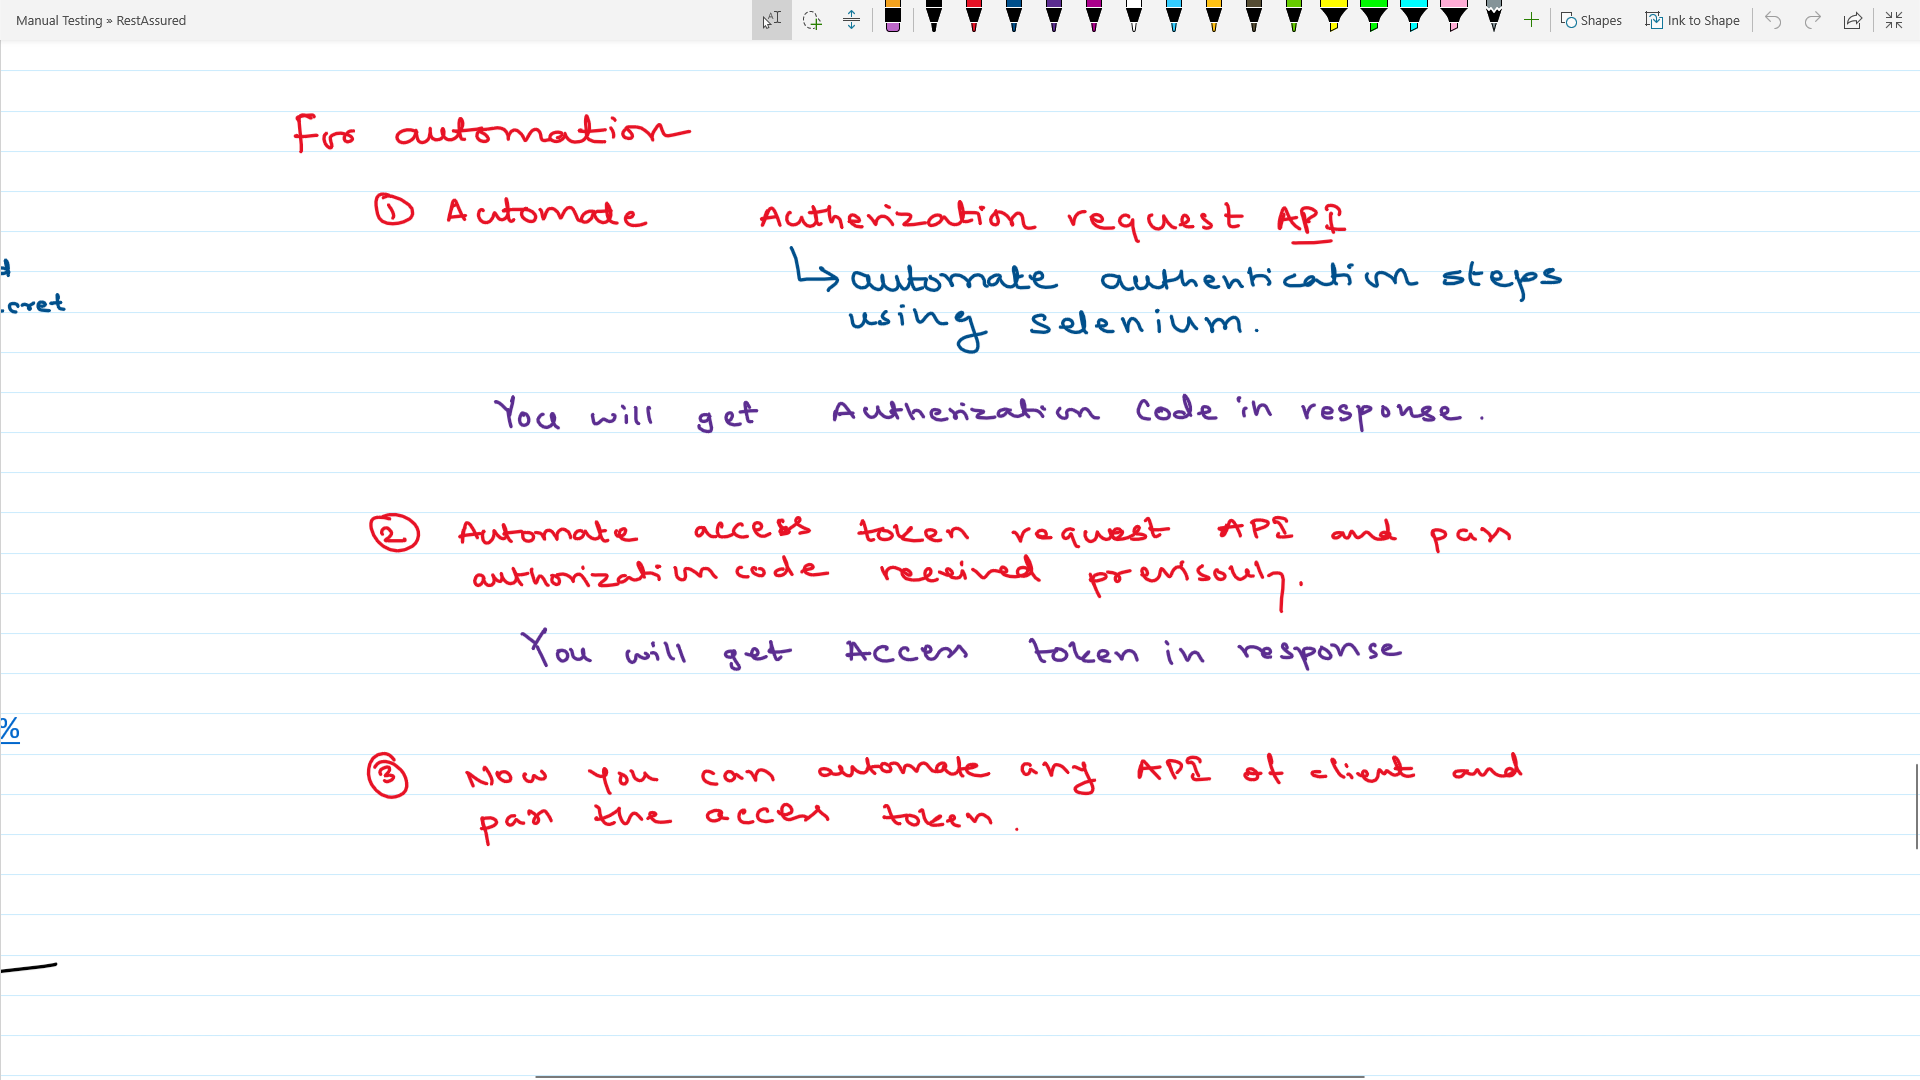 Manual Testing » RestAssured
Shapes
Ink to Shape
For automation
① Automate Autherization request API
cret
↳ automate authentication steps
using selenium.
You will get Autherization code in response.
② Automate access token request API and pass
authorization code received previsouly.
You will get Access token in response
%
③ Now you can automate any API of client and
pass the access token.